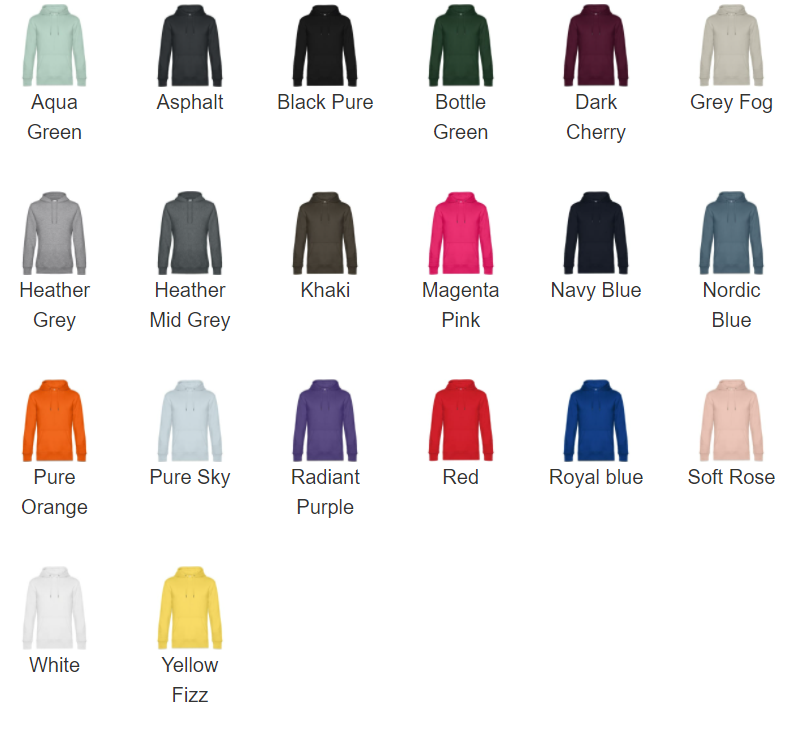 Aqua
Green
Asphalt
Black Pure
Bottle
Green
Dark
Cherry
Grey Fog
Heather
Grey
Heather
Mid Grey
Khaki
Magenta
Pink
Navy Blue
Nordic
Blue
Pure
Orange
Pure Sky
Radiant
Purple
Red
Royal blue
Soft Rose
White
Yellow
Fizz